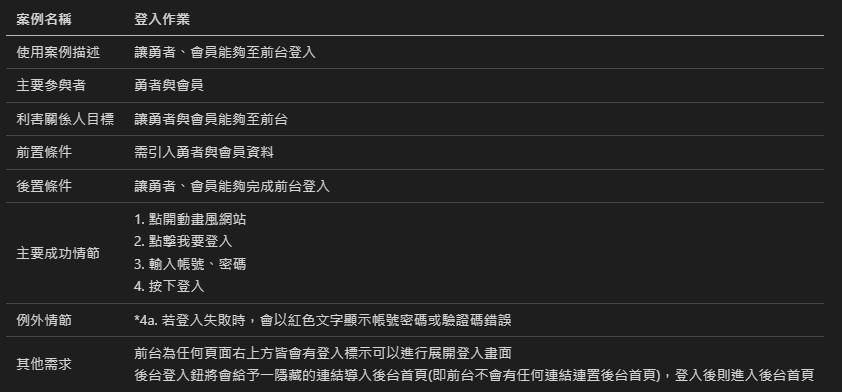 案例名稱 登入作業
使用案例描述 讓勇者、會員能夠至前台登入
主要參與者 勇者與會員
利害關係人目標 讓勇者與會員能夠至前台
前置條件 需引入勇者與會員資料
後置條件 讓勇者、會員能夠完成前台登入
主要成功情節
1. 點開動畫風網站
2. 點擊我要登入
3. 輸入帳號、密碼
4. 按下登入
例外情節 *4a. 若登入失敗時，會以紅色文字顯示帳號密碼或驗證碼錯誤
其他需求
前台為任何頁面右上方皆會有登入標示可以進行展開登入畫面
後台登入鈕將會給予一隱藏的連結導入後台首頁(即前台不會有任何連結連置後台首頁)，登入後則進入後台首頁